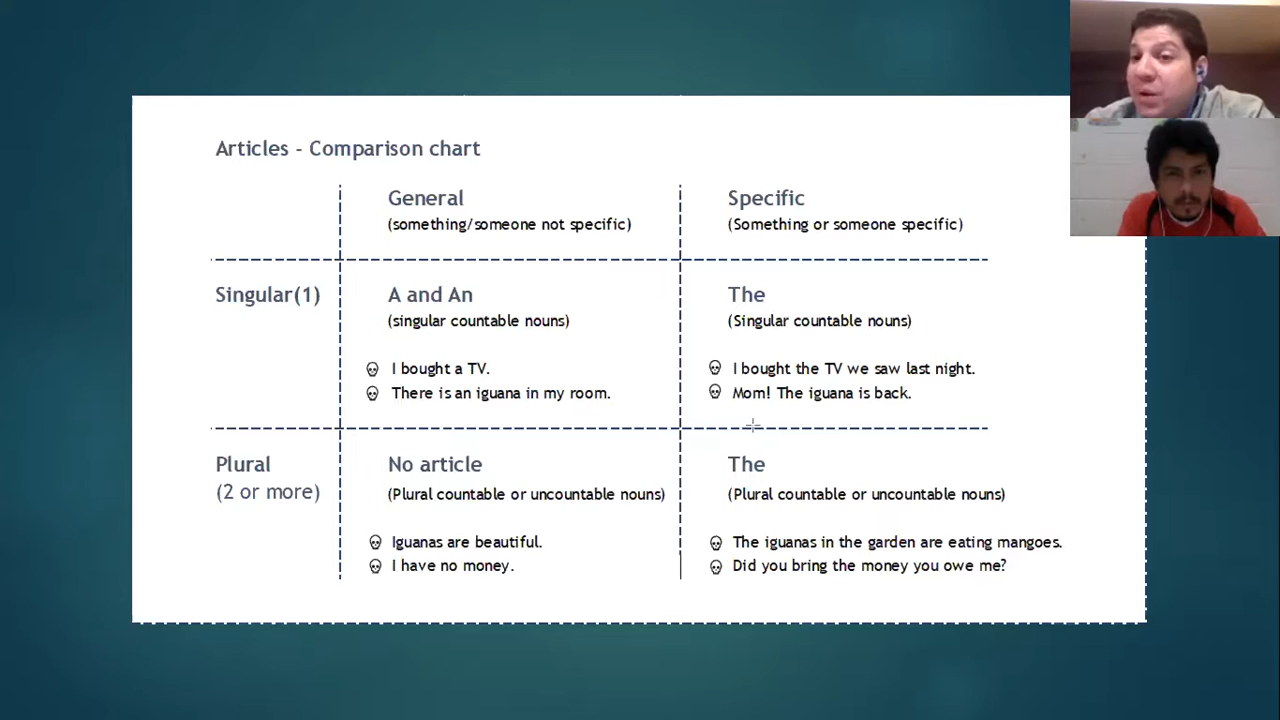 Articles - Comparison chart
General
Specific
(something/someone not specific)
(Something or someone specific)
Singular(1)
A and An
The
(singular countable nouns)
(Singular countable nouns)
I bought a TV.
I bought the TV we saw last night.
There is an iguana in my room.
Mom! The iguana is back.
Plural
No article
The
(2 or more)
(Plural countable or uncountable nouns)
(Plural countable or uncountable nouns)
Iguanas are beautiful.
The iguanas in the garden are eating mangoes.
I have no money.
Did you bring the money you owe me?